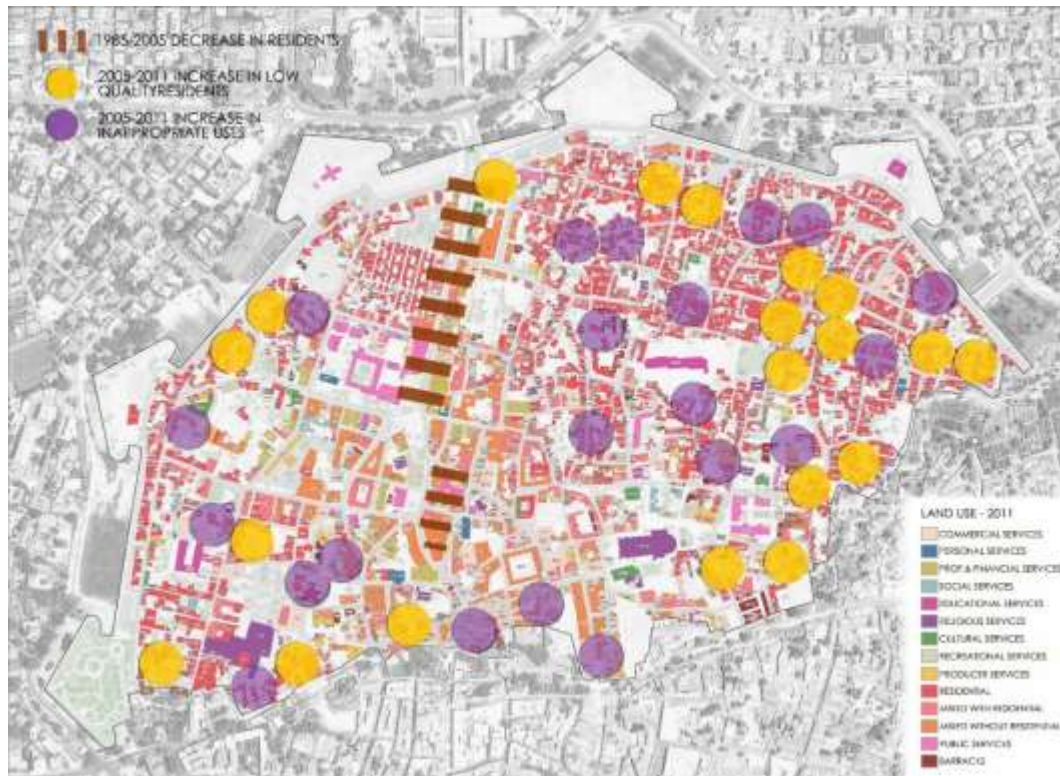 1985-2005 DECREASE IN RESIDENTS
2005-2011 INCREASE IN LOW
QUALITYRESIDENTS
2005-2011 INCREASE IN
INAPPROPRIATE USES
LAND USE - 2011
COMMERCIAL SERVICES
PERSONAL SERVICES
PROF.& FINANCIAL SERVICES
SOCIAL SERVICES
EDUCATIONAL SERVICES
RELIGIOUS SERVICES
CULTURAL SERVICES
RECREATIONAL SERVICES
PRODUCER SERVICES
RESIDENTIAL
MIXED WITH RESIDENTIAL
MIXED WITHOUT RESIDENTIAL
PUBLIC SERVICES
BARRACKS